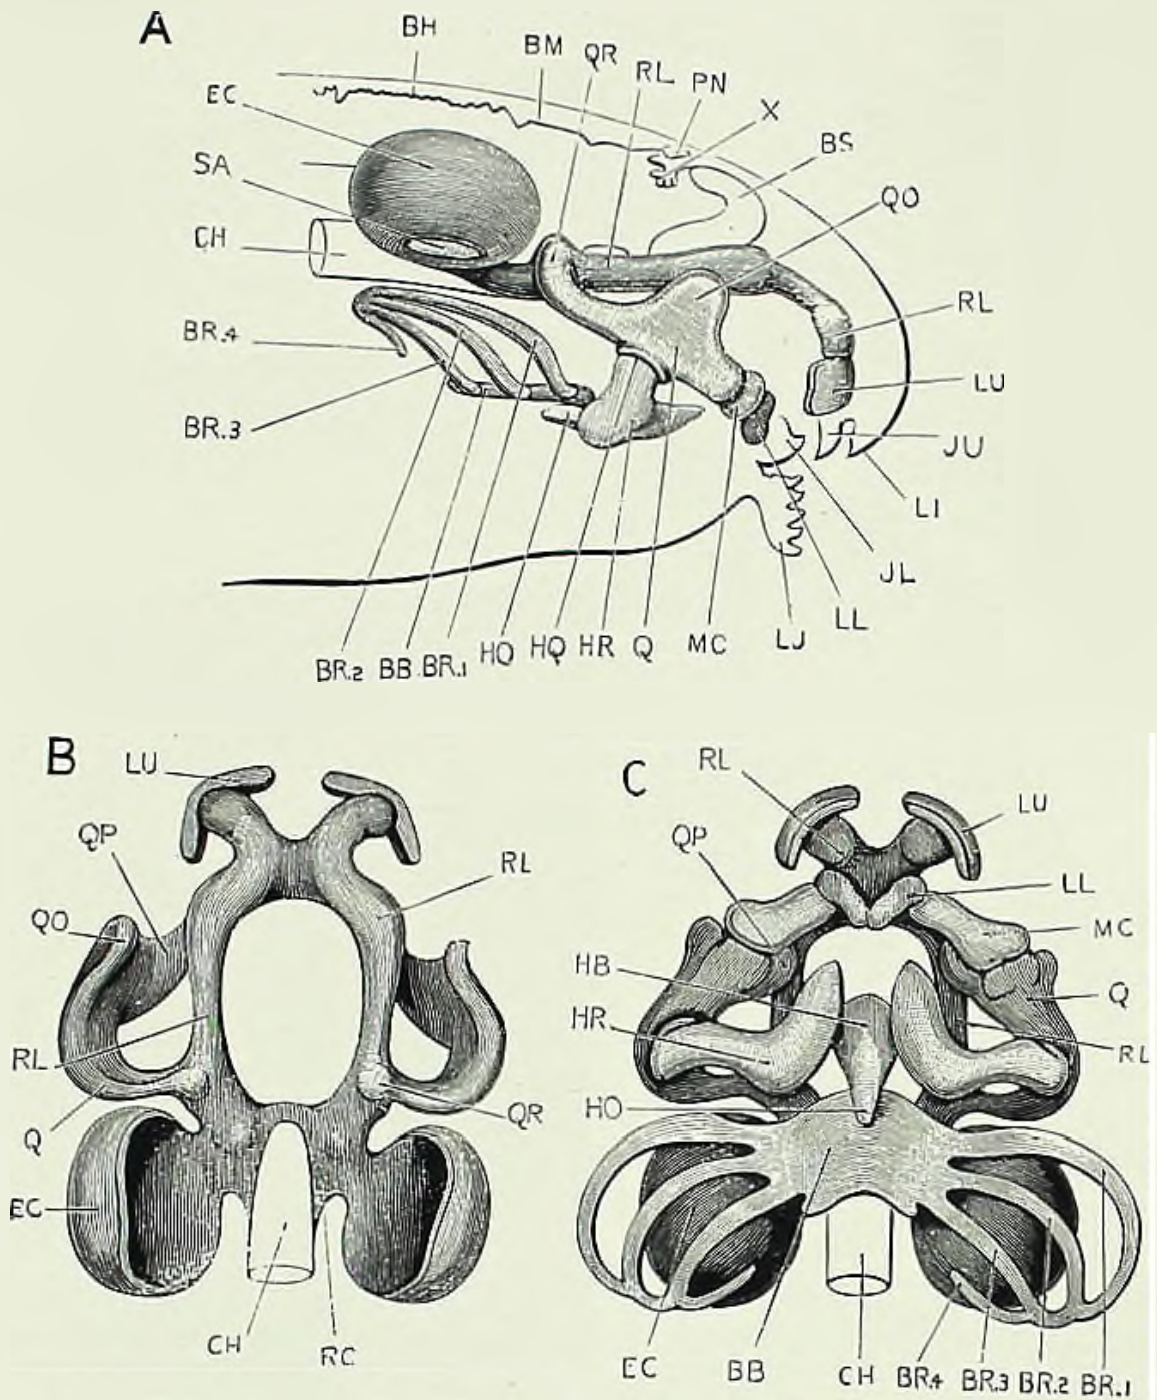 A
BH
BM
QR
RL
PN
X
BS
QO
EC
SA
CH
BR.4
BR.3
RL
LU
JU
LI
JL
LL
LJ
MC
Q
HR
HQ
HO
BR.1
BB
BR.2
B
LU
QP
QO
RL
RL
Q
QR
EC
CH
RC
C
RL
LU
QP
LL
MC
HB
Q
HR
RL
HO
EC
BB
CH
BR.4
BR.3
BR.2
BR.1